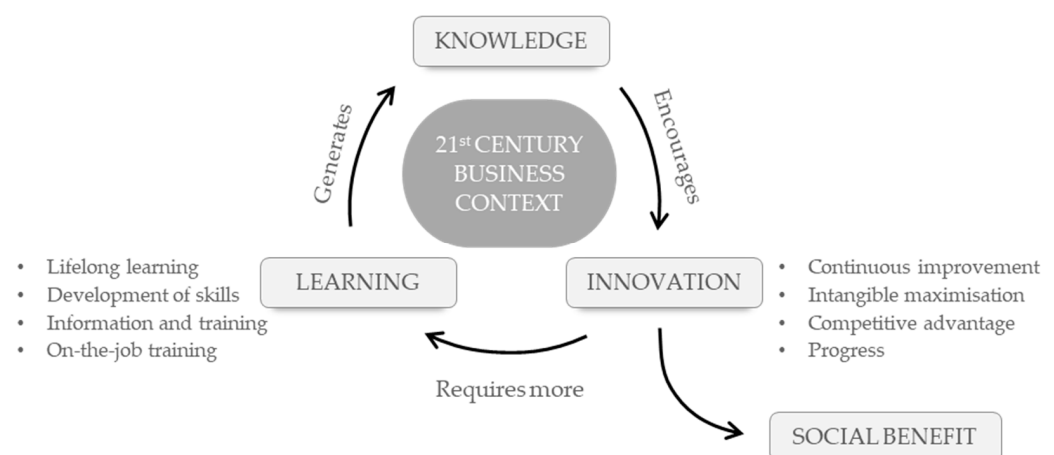 KNOWLEDGE
Generates
Encourages
21st CENTURY
BUSINESS
CONTEXT
• Lifelong learning
• Development of skills
• Information and training
• On-the-job training
LEARNING
INNOVATION
• Continuous improvement
• Intangible maximisation
• Competitive advantage
• Progress
Requires more
SOCIAL BENEFIT